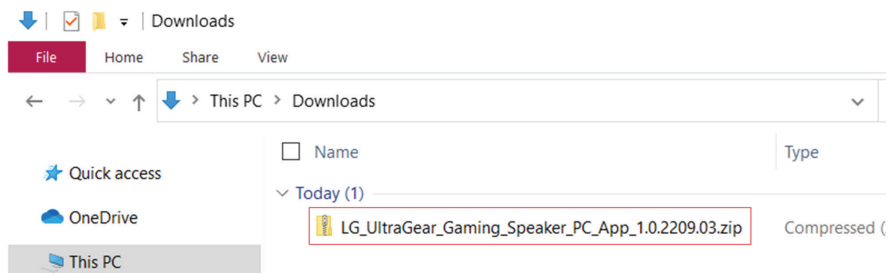 Downloads
File Home Share View
This PC > Downloads
Name Type
Quick access
Today (1)
OneDrive
LG_UltraGear_Gaming_Speaker_PC_App_1.0.2209.03.zip Compressed (
This PC